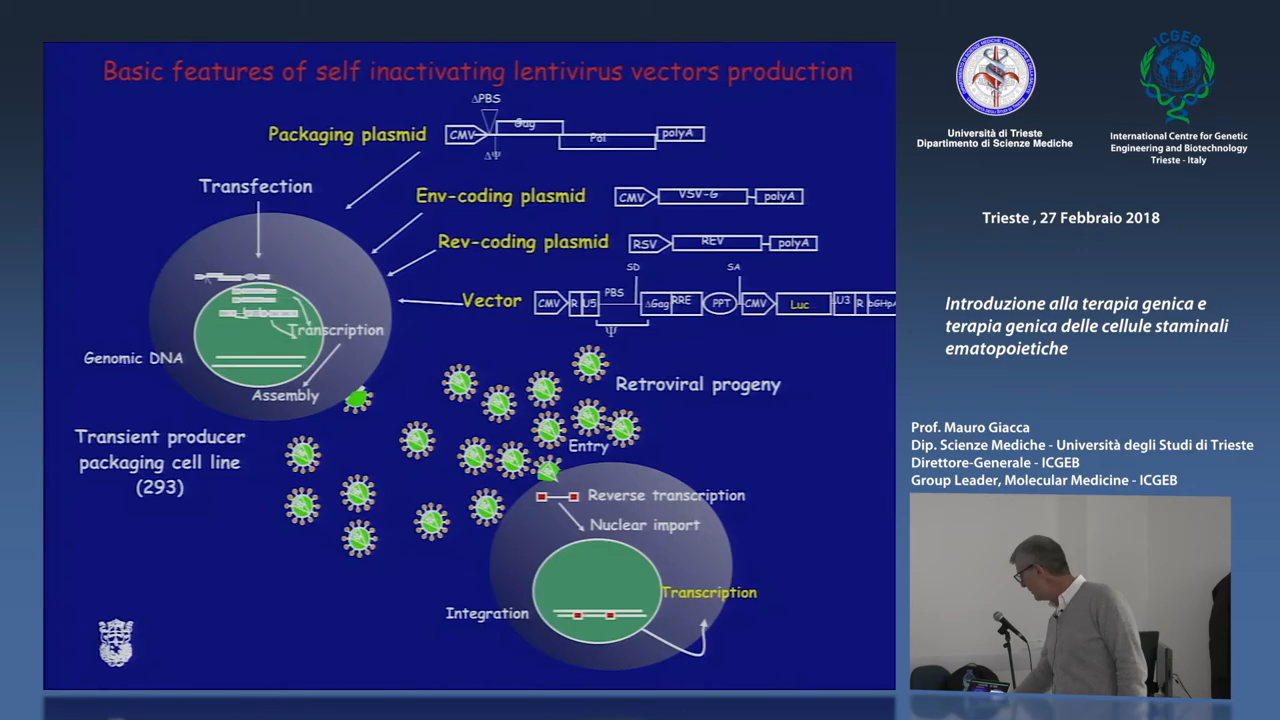 Basic features of self inactivating lentivirus vectors production
ΔPBS
Packaging plasmid
CMV
Gag
Pol
polyA
ΔΨ
Transfection
Env-coding plasmid
CMV
VSV-G
polyA
Rev-coding plasmid
RSV
REV
polyA
SD
SA
Vector
CMV
R
U5
PBS
ΔGag
RRE
PPT
CMV
Luc
U3
R
bGHpA
Ψ
Transcription
Genomic DNA
Assembly
Retroviral progeny
Transient producer
packaging cell line
(293)
Entry
Reverse transcription
Nuclear import
Transcription
Integration
Università di Trieste
Dipartimento di Scienze Mediche
ICGEB
International Centre for Genetic
Engineering and Biotechnology
Trieste - Italy
Trieste , 27 Febbraio 2018
Introduzione alla terapia genica e
terapia genica delle cellule staminali
ematopoietiche
Prof. Mauro Giacca
Dip. Scienze Mediche - Università degli Studi di Trieste
Direttore-Generale - ICGEB
Group Leader, Molecular Medicine - ICGEB